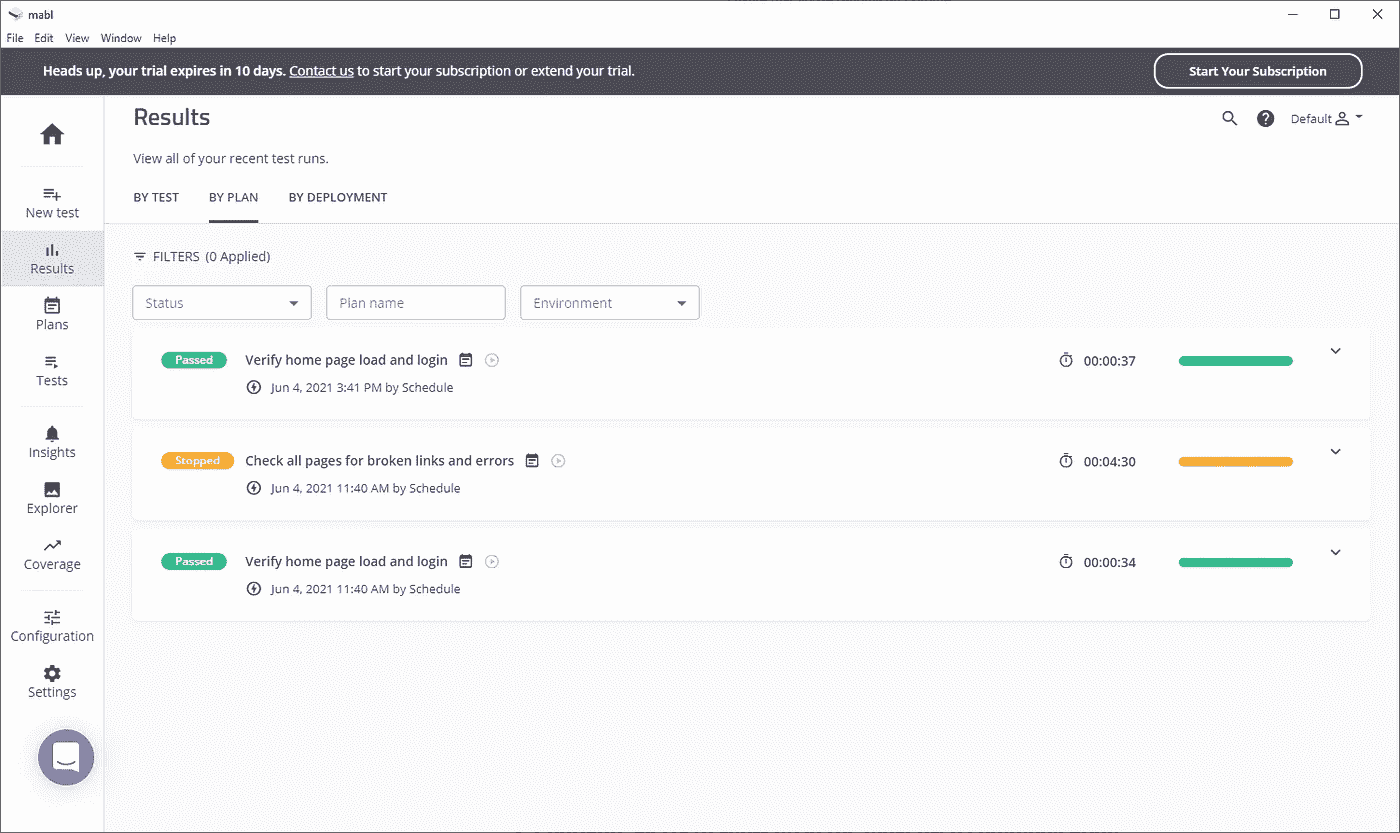 mabl
File Edit View Window Help
Heads up, your trial expires in 10 days. Contact us to start your subscription or extend your trial.
Start Your Subscription
Results
Default
View all of your recent test runs.
BY TEST BY PLAN BY DEPLOYMENT
New test
Results
Plans
Tests
Insights
Explorer
Coverage
Configuration
Settings
FILTERS (0 Applied)
Status Plan name Environment
Passed Verify home page load and login 00:00:37
Jun 4, 2021 3:41 PM by Schedule
Stopped Check all pages for broken links and errors 00:04:30
Jun 4, 2021 11:40 AM by Schedule
Passed Verify home page load and login 00:00:34
Jun 4, 2021 11:40 AM by Schedule